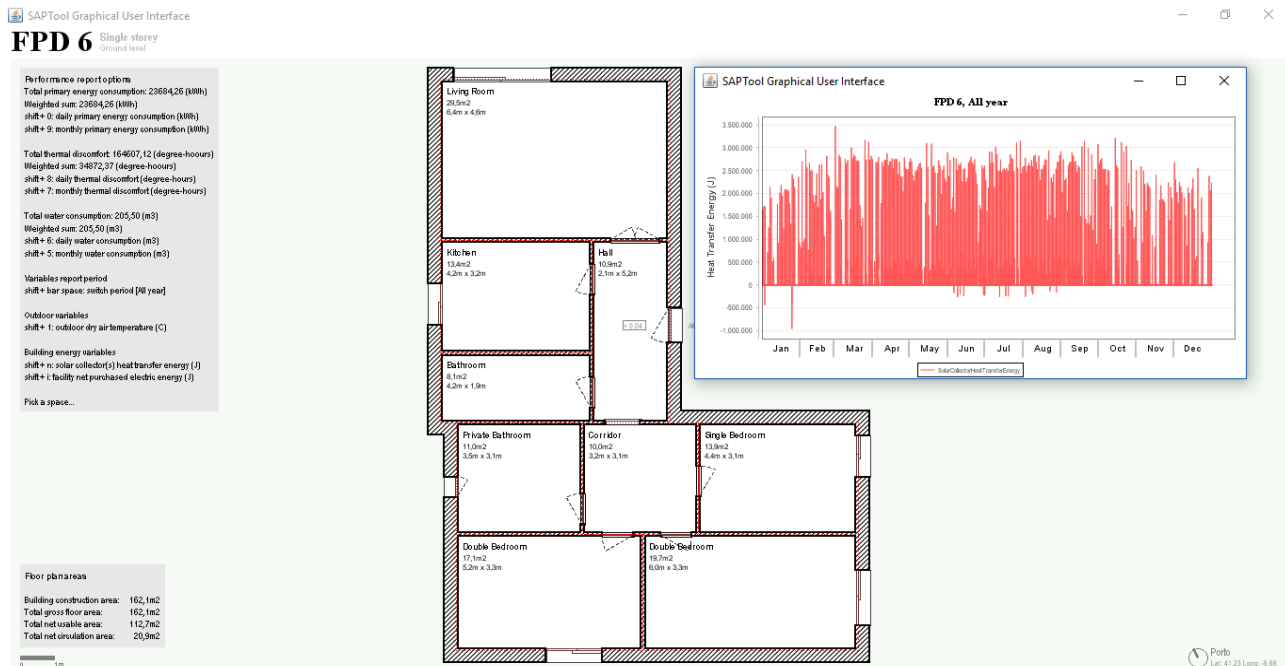 SAPTool Graphical User Interface
FPD 6
Single storey
Ground level
Performance report options
Total primary energy consumption: 23684,26 (kWh)
Weighted sum: 23684,26 (kWh)
shift+ 0: daily primary energy consumption (kWh)
shift+ 9: monthly primary energy consumption (kWh)
Total thermal discomfort: 164607,12 (degree-hoours)
Weighted sum: 34872,37 (degree-hours)
shift + 8: daily thermal discomfort (degree-hours)
shift+ 7: monthly thermal discomfort (degree-hours)
Total water consumption: 205,50 (m3)
Weighted sum: 205,50 (m3)
shift + 6: daily water consumption (m3)
shift+ 5: monthly water consumption (m3)
Variables report period
shift+ bar space: switch period [All year]
Outdoor variables
shift+ 1: outdoor dry air temperature (C)
Building energy variables
shift+ n: solar collector(s) heat transfer energy (J)
shift+ i: facility net purchased electric energy (J)
Pick a space...
Floor plan areas
Building construction area: 162,1m2
Total gross floor area: 162,1m2
Total net usable area: 112,7m2
Total net circulation area: 20,9m2
0 1m
Living Room
29,5m2
6,4m x 4,6m
Kitchen
13,4m2
4,2m x 3,2m
Hall
10,9m2
2,1m x 5,2m
+ 0,04
Bathroom
8,1m2
4,2m x 1,9m
Private Bathroom
11,0m2
3,5m x 3,1m
Corridor
10,0m2
3,2m x 3,1m
Single Bedroom
13,9m2
4,4m x 3,1m
Double Bedroom
17,1m2
5,2m x 3,3m
Double Bedroom
19,7m2
6,0m x 3,3m
SAPTool Graphical User Interface
FPD 6, All year
Heat Transfer Energy (J)
3.500.000
3.000.000
2.500.000
2.000.000
1.500.000
1.000.000
500.000
0
-500.000
-1.000.000
Jan Feb Mar Apr May Jun Jul Aug Sep Oct Nov Dec
SolarCollectorHeatTransferEnergy
Porto
Lat: 41.23 Long: -8.68